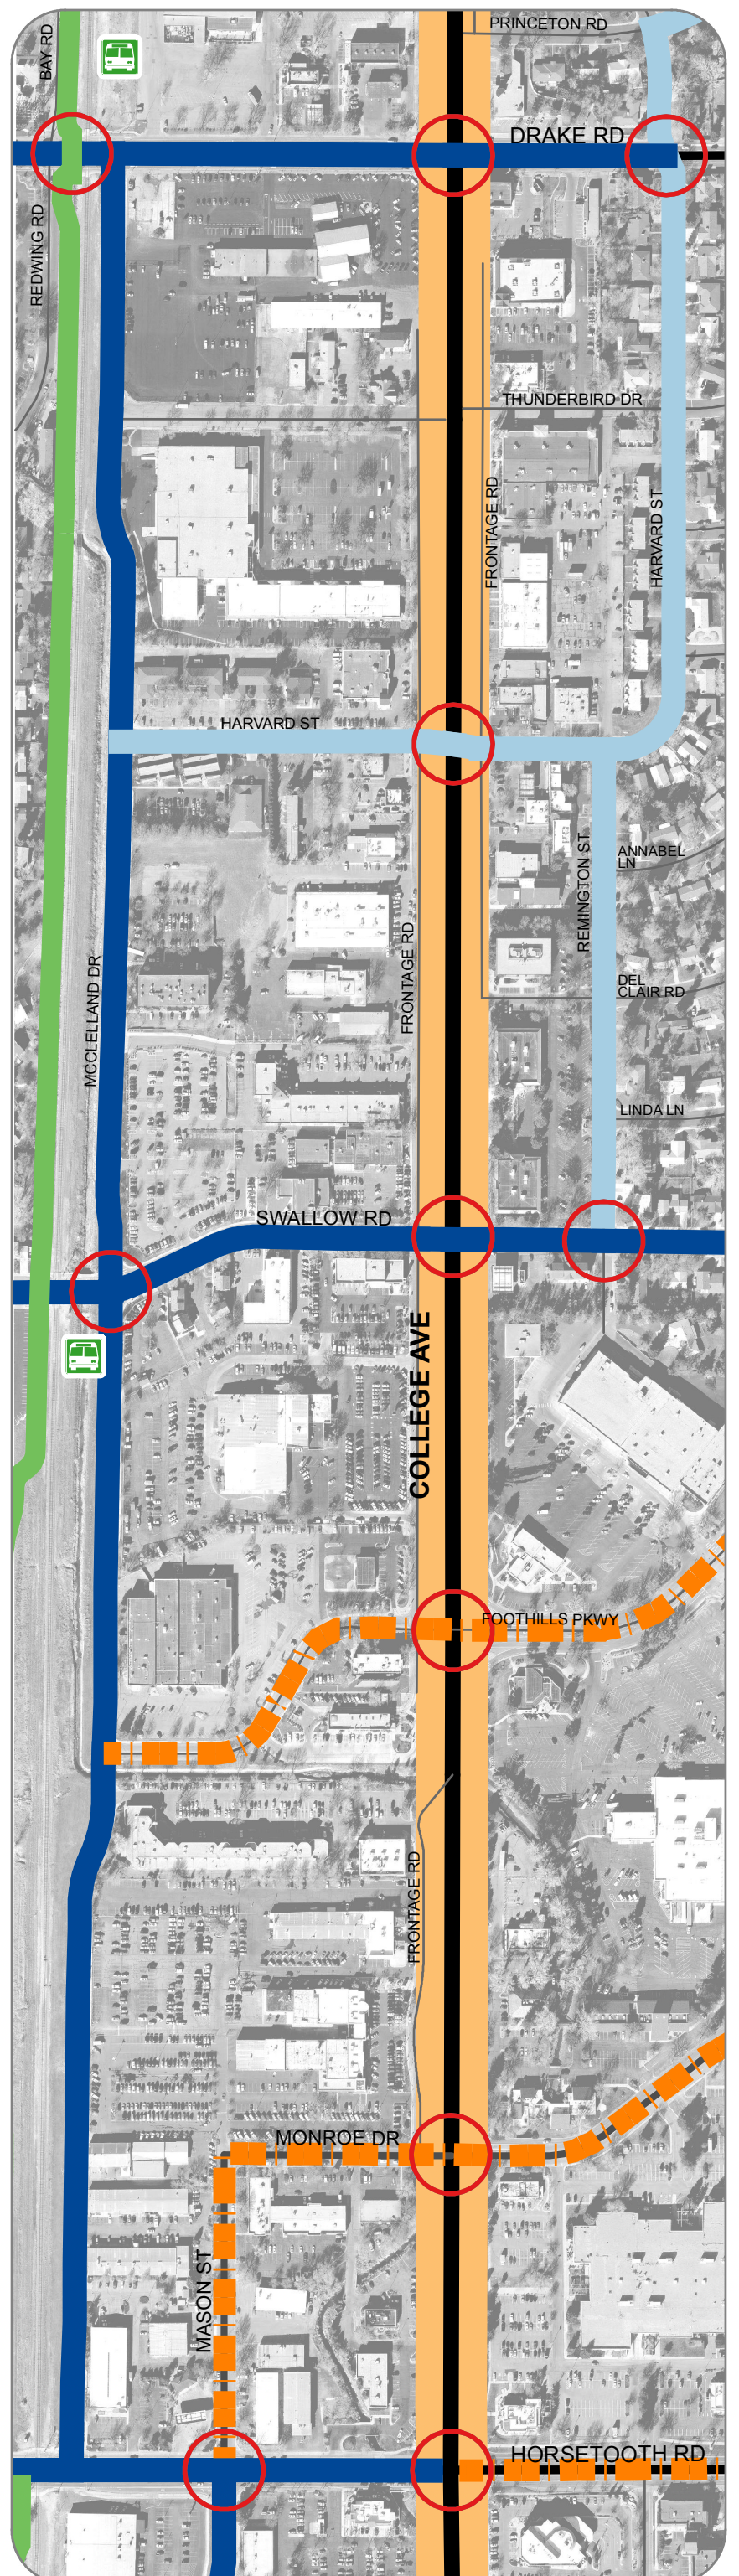 PRINCETON RD
BAY RD
DRAKE RD
REDWING RD
THUNDERBIRD DR
FRONTAGE RD
HARVARD ST
HARVARD ST
REMINGTON ST
ANNABEL
LN
FRONTAGE RD
MCCLELLAND DR
DEL
CLAIR RD
LINDA LN
SWALLOW RD
COLLEGE AVE
FOOTHILLS PKWY
FRONTAGE RD
MONROE DR
MASON ST
HORSETOOTH RD